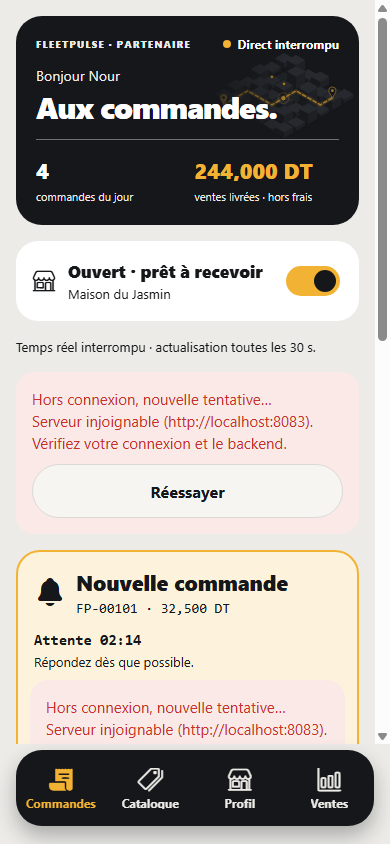 FLEETPULSE · PARTENAIRE
Direct interrompu
Bonjour Nour
Aux commandes.
4
244,000 DT
commandes du jour
ventes livrées · hors frais
Ouvert · prêt à recevoir
Maison du Jasmin
Temps réel interrompu · actualisation toutes les 30 s.
Hors connexion, nouvelle tentative…
Serveur injoignable (http://localhost:8083).
Vérifiez votre connexion et le backend.
Réessayer
Nouvelle commande
FP-00101 · 32,500 DT
Attente 02:14
Répondez dès que possible.
Hors connexion, nouvelle tentative…
Serveur injoignable (http://localhost:8083).
Commandes
Catalogue
Profil
Ventes